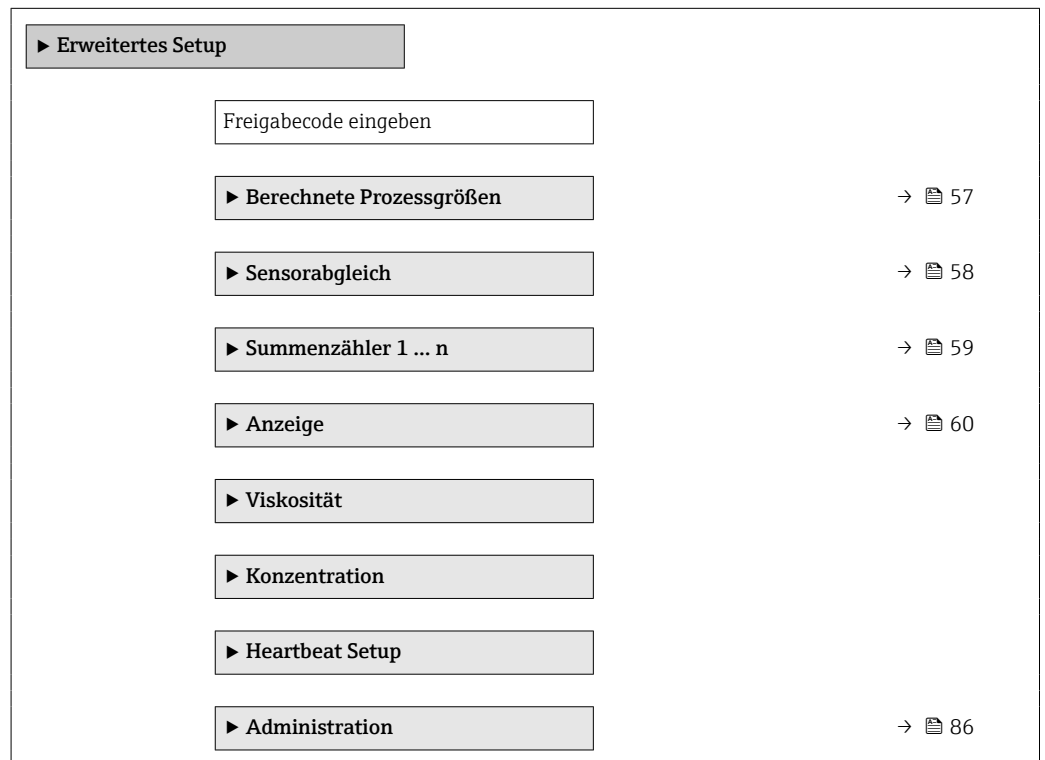 ▶ Erweitertes Setup
Freigabecode eingeben
▶ Berechnete Prozessgrößen → 57
▶ Sensorabgleich → 58
▶ Summenzähler 1 … n → 59
▶ Anzeige → 60
▶ Viskosität
▶ Konzentration
▶ Heartbeat Setup
▶ Administration → 86